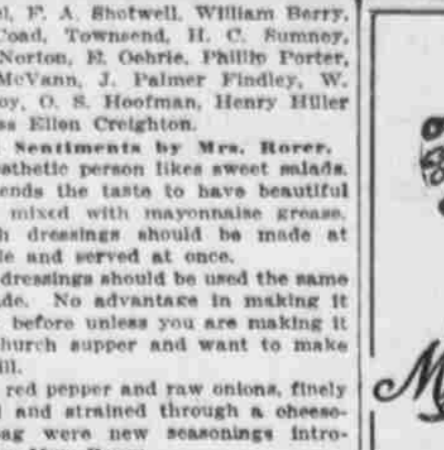 F. A. Shotwell, William Berry,
Coad, Townsend, H. C. Sumney,
Norton, E. Gehrie, Phillip Porter,
McVann, J. Palmer Findley, W.
oy, O. S. Hoofman, Henry Hiller
ss Ellen Creighton.
Sentiments by Mrs. Rorer.
sthetic person likes sweet salads.
ends the taste to have beautiful
mixed with mayonnaise grease.
h dressings should be made at
le and served at once.
dressings should be used the same
de. No advantage in making it
before unless you are making it
hurch supper and want to make
ill.
red pepper and raw onions, finely
d and strained through a cheese-
bag were new seasonings intro-
M